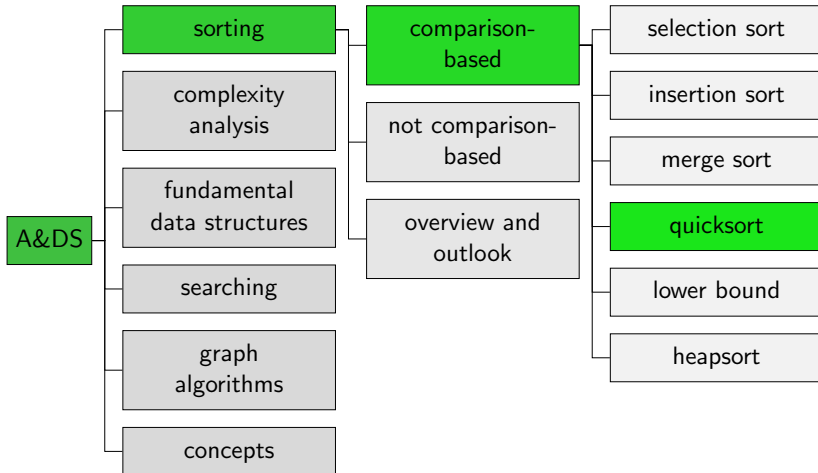 A&DS
sorting
complexity
analysis
fundamental
data structures
searching
graph
algorithms
concepts
comparison-
based
not comparison-
based
overview and
outlook
selection sort
insertion sort
merge sort
quicksort
lower bound
heapsort